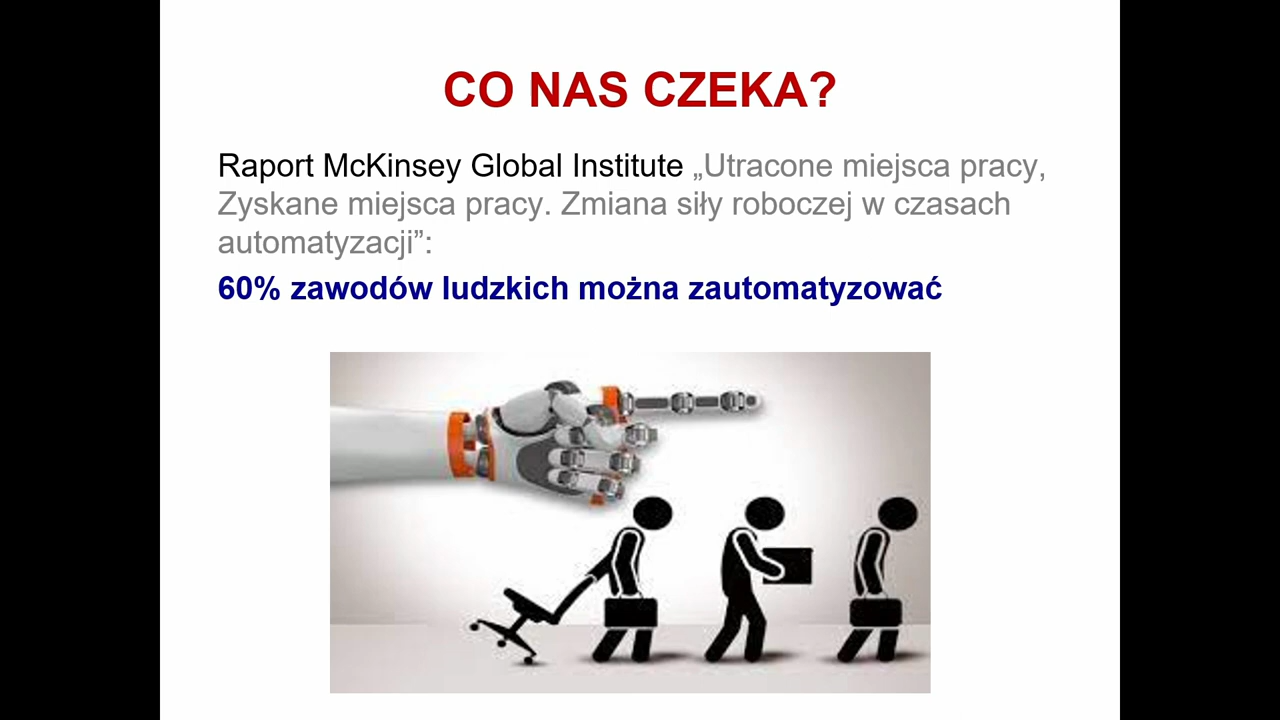 CO NAS CZEKA?
Raport McKinsey Global Institute „Utracone miejsca pracy,
Zyskane miejsca pracy. Zmiana siły roboczej w czasach
automatyzacji”:
60% zawodów ludzkich można zautomatyzować